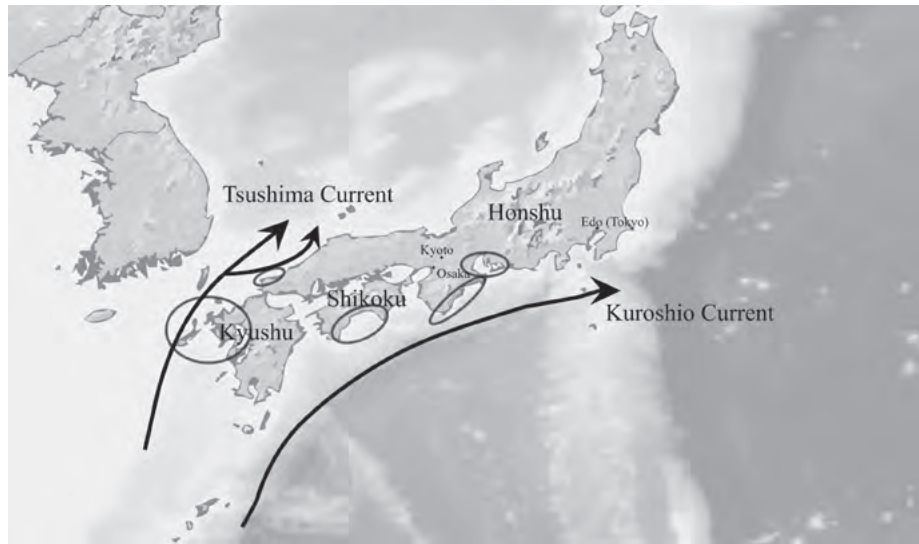 Tsushima Current
Honshu
Edo (Tokyo)
Kyoto
Osaka
Shikoku
Kuroshio Current
Kyushu